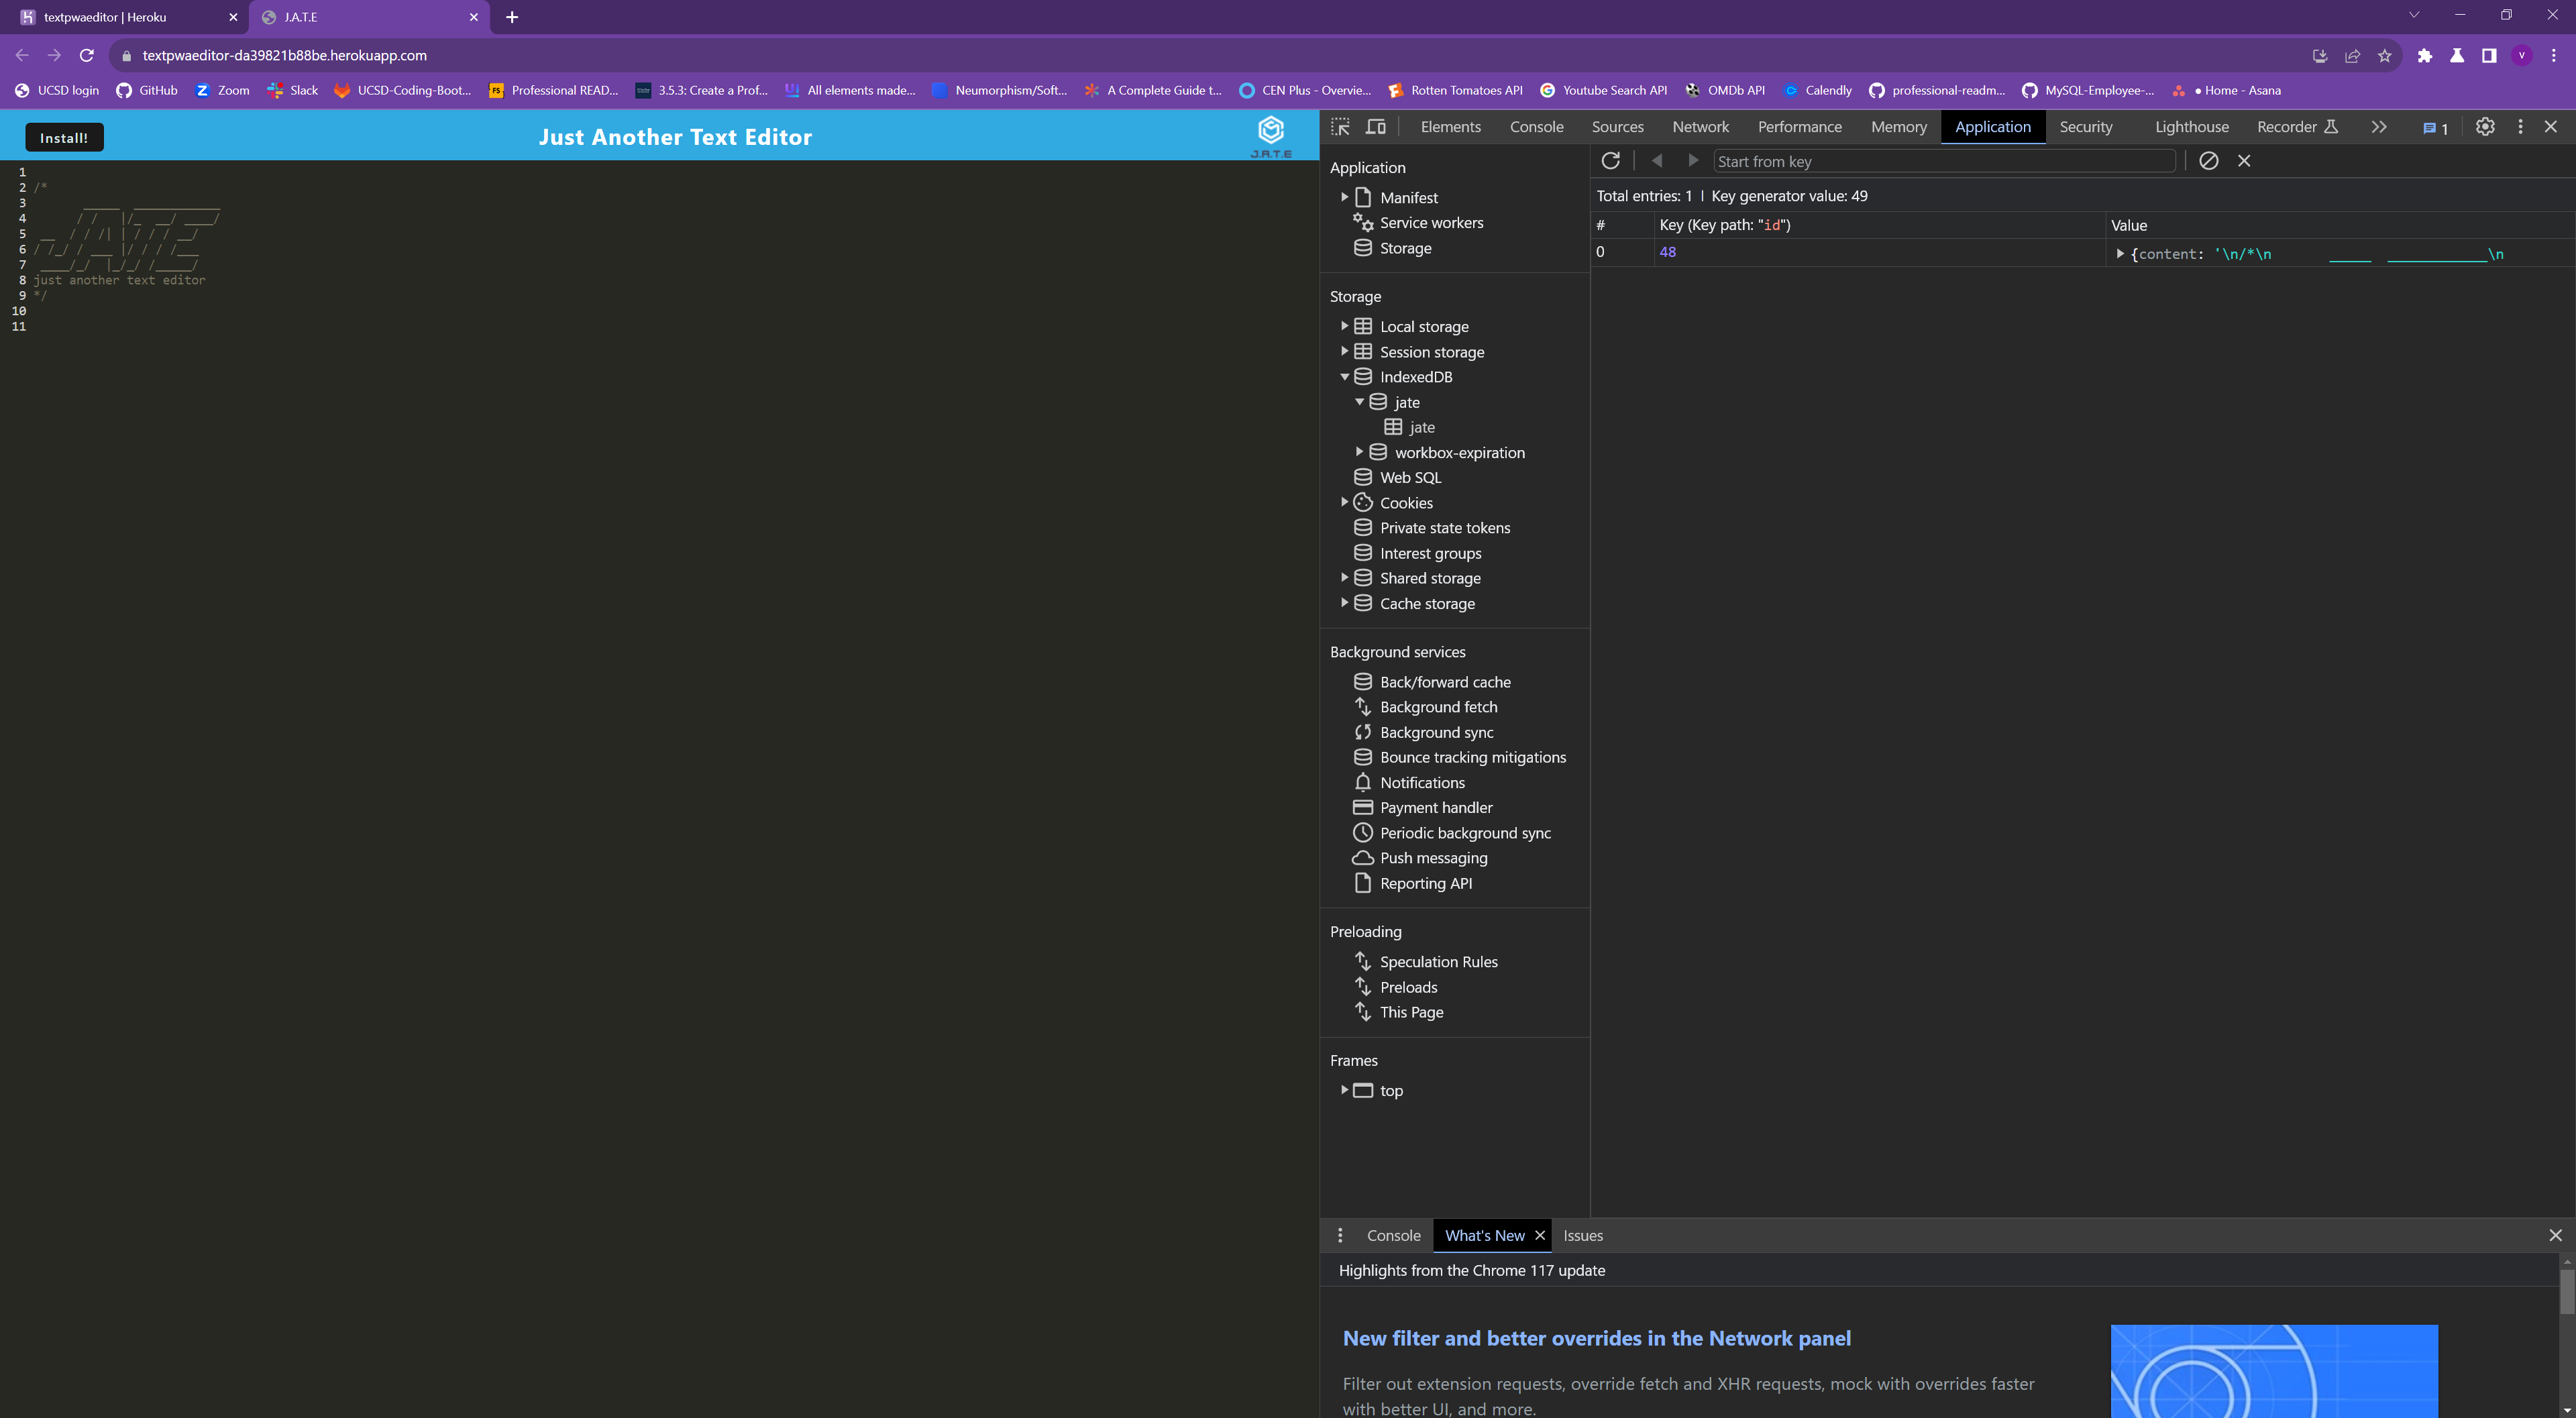 textpwaeditor | Heroku
J.A.T.E
textpwaeditor-da39821b88be.herokuapp.com
V
UCSD login
GitHub
Zoom
Slack
UCSD-Coding-Boot...
Professional READ...
3.5.3: Create a Prof...
All elements made...
Neumorphism/Soft...
A Complete Guide t...
CEN Plus - Overvie...
Rotten Tomatoes API
Youtube Search API
OMDb API
Calendly
professional-readm...
MySQL-Employee-...
● Home - Asana
Install!
Just Another Text Editor
J.A.T.E
1
2 /*
3
4
5
6
7
8 just another text editor
9 */
10
11
Elements
Console
Sources
Network
Performance
Memory
Application
Security
Lighthouse
Recorder
1
Application
Manifest
Service workers
Storage
Storage
Local storage
Session storage
IndexedDB
jate
jate
workbox-expiration
Web SQL
Cookies
Private state tokens
Interest groups
Shared storage
Cache storage
Background services
Back/forward cache
Background fetch
Background sync
Bounce tracking mitigations
Notifications
Payment handler
Periodic background sync
Push messaging
Reporting API
Preloading
Speculation Rules
Preloads
This Page
Frames
top
Start from key
Total entries: 1 | Key generator value: 49
# Key (Key path: "id") Value
0 48 {content: '\n/*\n _____ ____________\n
Console
What's New
Issues
Highlights from the Chrome 117 update
New filter and better overrides in the Network panel
Filter out extension requests, override fetch and XHR requests, mock with overrides faster
with better UI, and more.